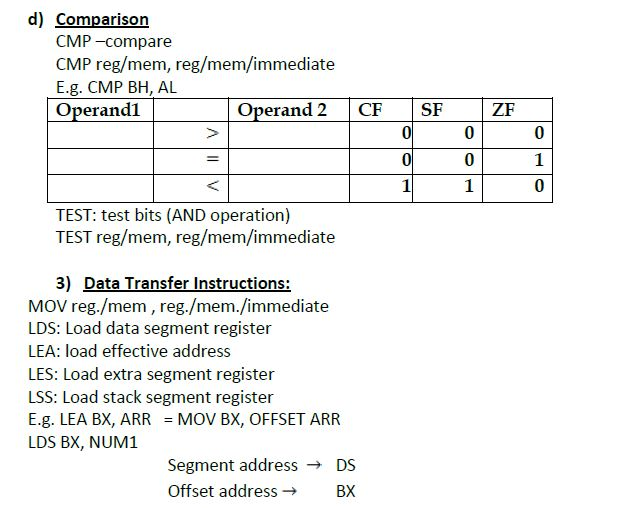 d) Comparison
CMP –compare
CMP reg/mem, reg/mem/immediate
E.g. CMP BH, AL
Operand1 Operand 2 CF SF ZF
> 0 0 0
= 0 0 1
< 1 1 0
TEST: test bits (AND operation)
TEST reg/mem, reg/mem/immediate
3) Data Transfer Instructions:
MOV reg./mem , reg./mem./immediate
LDS: Load data segment register
LEA: load effective address
LES: Load extra segment register
LSS: Load stack segment register
E.g. LEA BX, ARR = MOV BX, OFFSET ARR
LDS BX, NUM1
Segment address → DS
Offset address → BX